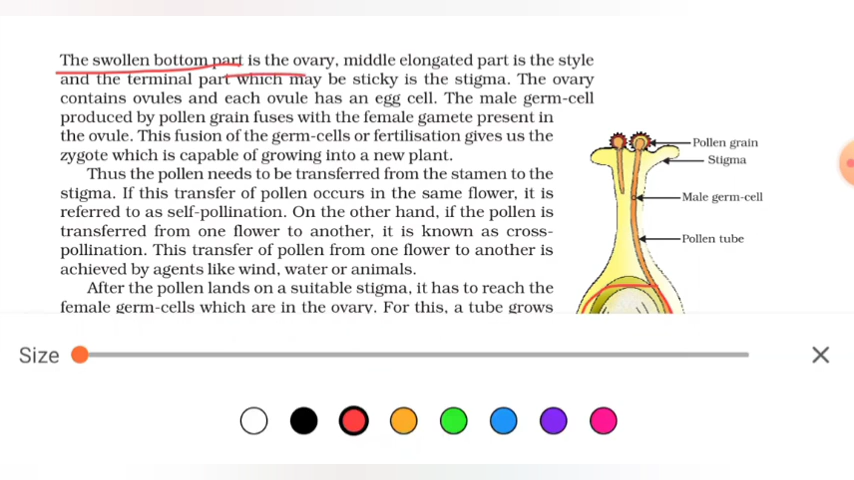 The swollen bottom part is the ovary, middle elongated part is the style
and the terminal part which may be sticky is the stigma. The ovary
contains ovules and each ovule has an egg cell. The male germ-cell
produced by pollen grain fuses with the female gamete present in
the ovule. This fusion of the germ-cells or fertilisation gives us the
zygote which is capable of growing into a new plant.
Thus the pollen needs to be transferred from the stamen to the
stigma. If this transfer of pollen occurs in the same flower, it is
referred to as self-pollination. On the other hand, if the pollen is
transferred from one flower to another, it is known as cross-
pollination. This transfer of pollen from one flower to another is
achieved by agents like wind, water or animals.
After the pollen lands on a suitable stigma, it has to reach the
female germ-cells which are in the ovary. For this, a tube grows
Pollen grain
Stigma
Male germ-cell
Pollen tube
Size